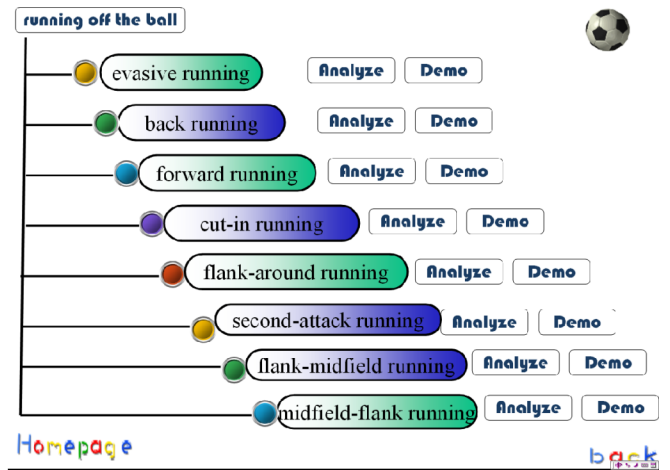 running off the ball
evasive running Analyze Demo
back running Analyze Demo
forward running Analyze Demo
cut-in running Analyze Demo
flank-around running Analyze Demo
second-attack running Analyze Demo
flank-midfield running Analyze Demo
midfield-flank running Analyze Demo
Homepage back